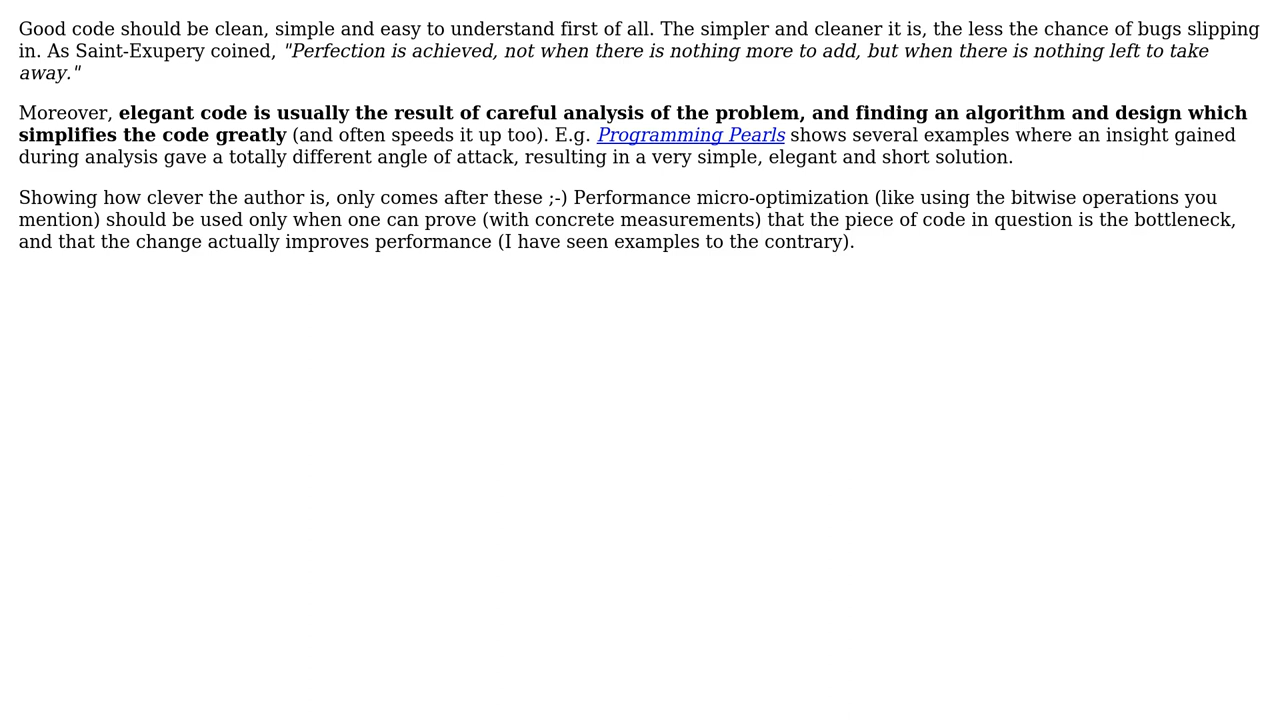 Good code should be clean, simple and easy to understand first of all. The simpler and cleaner it is, the less the chance of bugs slipping
in. As Saint-Exupery coined, "Perfection is achieved, not when there is nothing more to add, but when there is nothing left to take
away."
Moreover, elegant code is usually the result of careful analysis of the problem, and finding an algorithm and design which
simplifies the code greatly (and often speeds it up too). E.g. Programming Pearls shows several examples where an insight gained
during analysis gave a totally different angle of attack, resulting in a very simple, elegant and short solution.
Showing how clever the author is, only comes after these ;-) Performance micro-optimization (like using the bitwise operations you
mention) should be used only when one can prove (with concrete measurements) that the piece of code in question is the bottleneck,
and that the change actually improves performance (I have seen examples to the contrary).